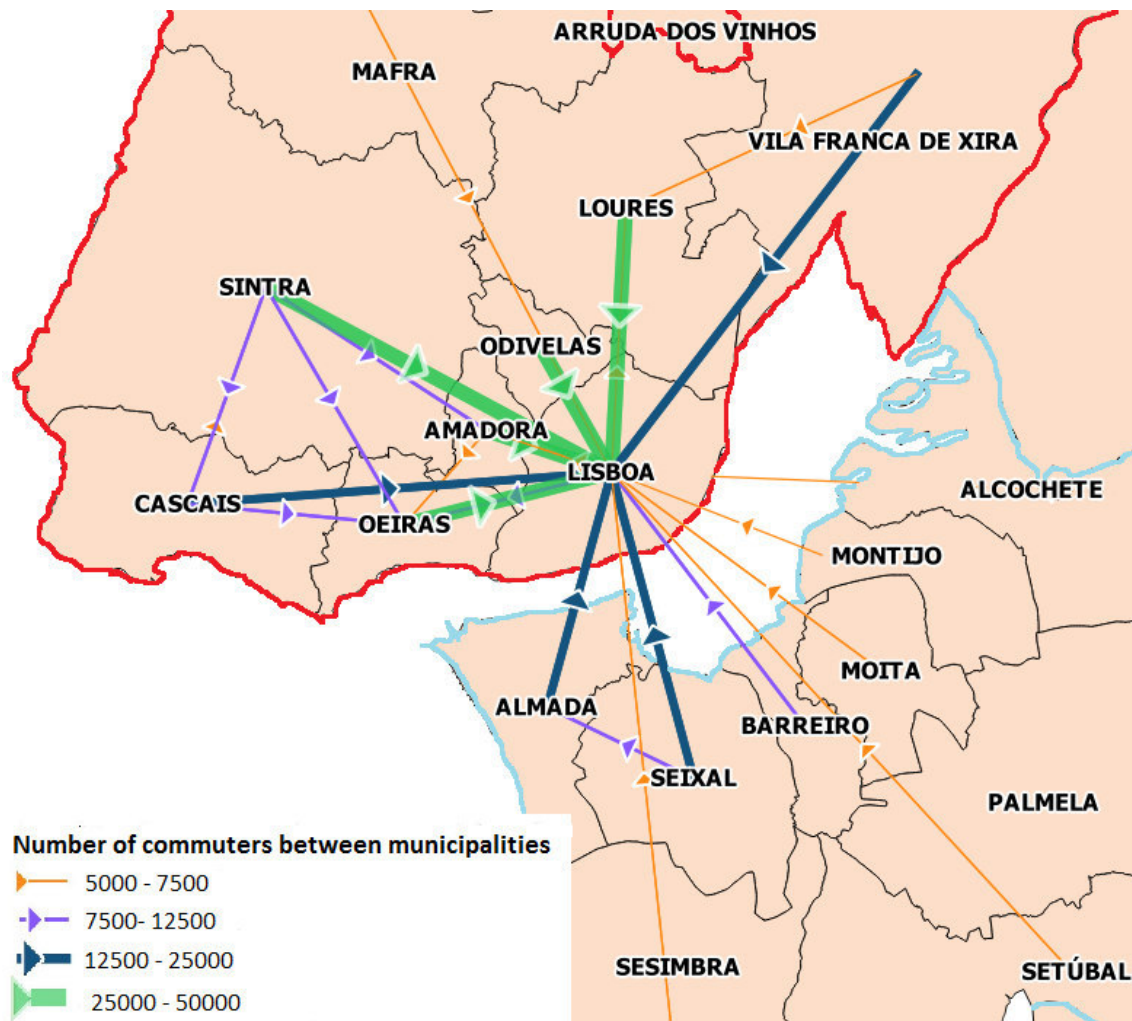 ARRUDA DOS VINHOS
MAFRA
VILA FRANCA DE XIRA
LOURES
SINTRA
ODIVELAS
AMADORA
LISBOA
ALCOCHETE
CASCAIS
OEIRAS
MONTIJO
MOITA
ALMADA
BARREIRO
SEIXAL
PALMELA
SESIMBRA
SETÚBAL
Number of commuters between municipalities
5000 - 7500
7500- 12500
12500 - 25000
25000 - 50000